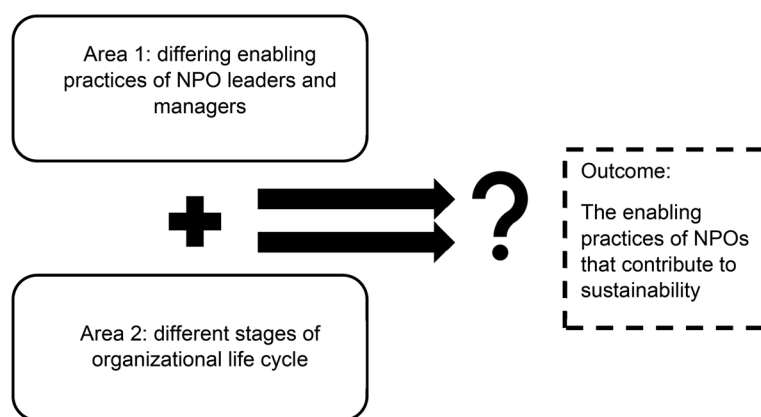 Area 1: differing enabling
practices of NPO leaders and
managers
+
?
Outcome:
The enabling
practices of NPOs
that contribute to
sustainability
Area 2: different stages of
organizational life cycle